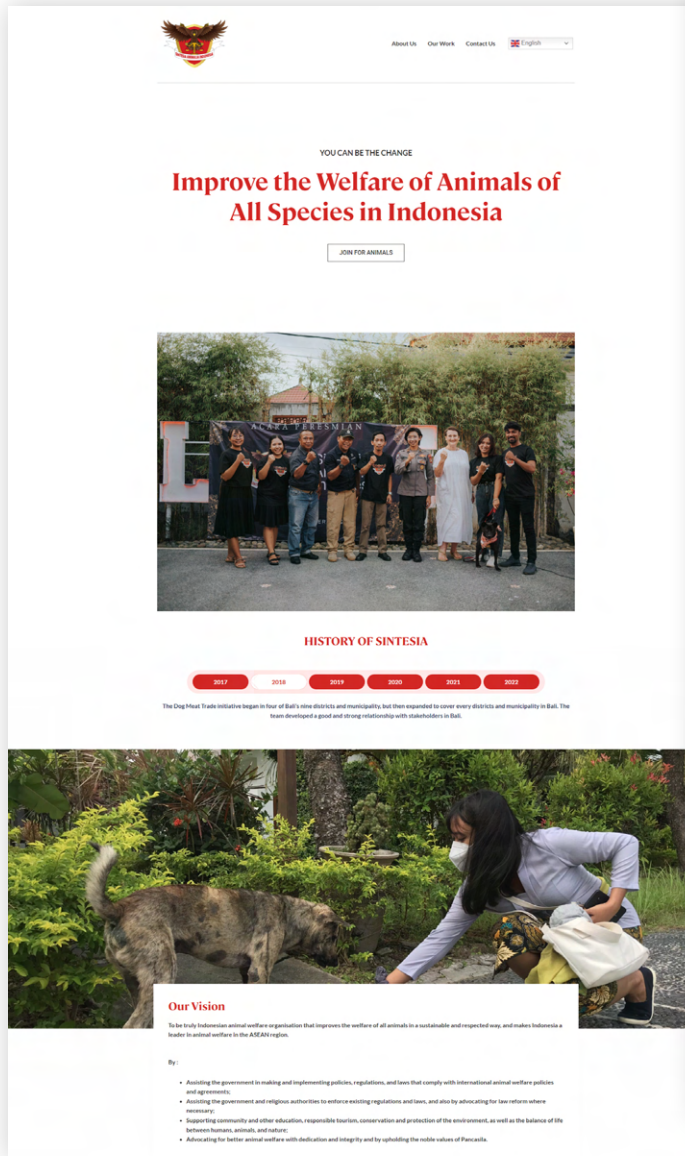 About Us Our Work Contact Us English
YOU CAN BE THE CHANGE
Improve the Welfare of Animals of
All Species in Indonesia
JOIN FOR ANIMALS
ACARA PERESMIAN
HISTORY OF SINTESIA
2017 2018 2019 2020 2021 2022
The Dog Meat Trade initiative began in four of Bali's nine districts and municipality, but then expanded to cover every districts and municipality in Bali. The
team developed a good and strong relationship with stakeholders in Bali.
Our Vision
To be truly Indonesian animal welfare organisation that improves the welfare of all animals in a sustainable and respected way, and makes Indonesia a
leader in animal welfare in the ASEAN region.
By :
• Assisting the government in making and implementing policies, regulations, and laws that comply with international animal welfare policies
and agreements;
• Assisting the government and religious authorities to enforce existing regulations and laws, and also by advocating for law reform where
necessary;
• Supporting community and other education, responsible tourism, conservation and protection of the environment, as well as the balance of life
between humans, animals, and nature;
• Advocating for better animal welfare with dedication and integrity and by upholding the noble values of Pancasila.